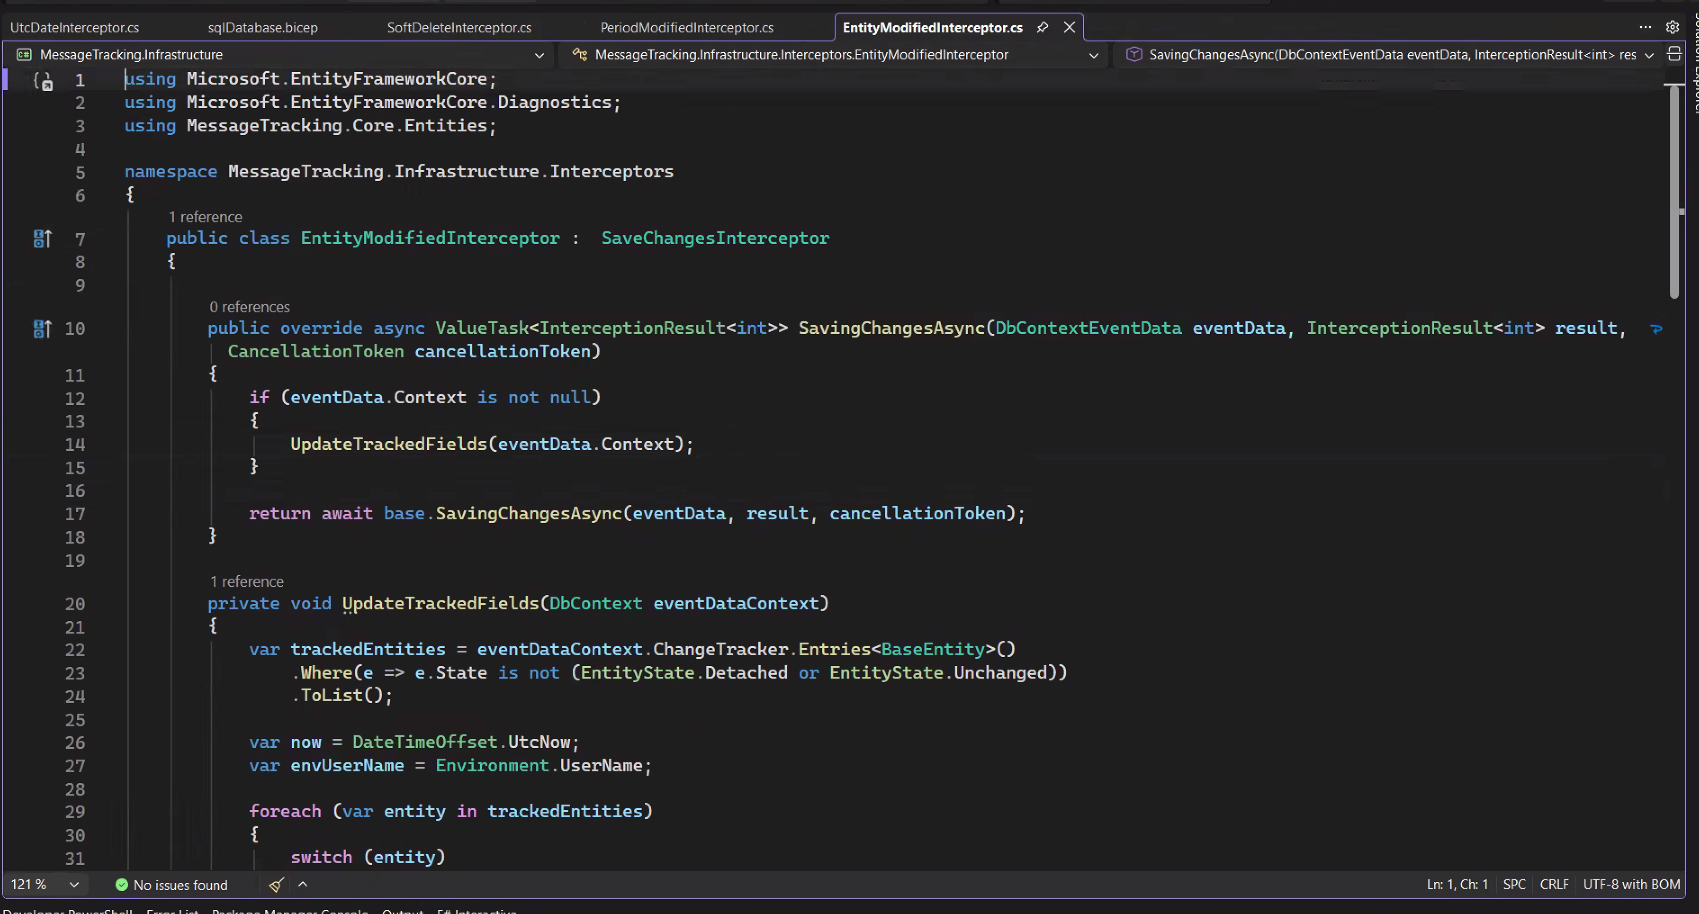 UtcDateInterceptor.cs sqlDatabase.bicep SoftDeleteInterceptor.cs PeriodModifiedInterceptor.cs EntityModifiedInterceptor.cs
MessageTracking.Infrastructure MessageTracking.Infrastructure.Interceptors.EntityModifiedInterceptor SavingChangesAsync(DbContextEventData eventData, InterceptionResult<int> res
1 using Microsoft.EntityFrameworkCore;
2 using Microsoft.EntityFrameworkCore.Diagnostics;
3 using MessageTracking.Core.Entities;
4
5 namespace MessageTracking.Infrastructure.Interceptors
6 {
1 reference
7 public class EntityModifiedInterceptor :  SaveChangesInterceptor
8 {
9
0 references
10 public override async ValueTask<InterceptionResult<int>> SavingChangesAsync(DbContextEventData eventData, InterceptionResult<int> result,
CancellationToken cancellationToken)
11 {
12 if (eventData.Context is not null)
13 {
14 UpdateTrackedFields(eventData.Context);
15 }
16
17 return await base.SavingChangesAsync(eventData, result, cancellationToken);
18 }
19
1 reference
20 private void UpdateTrackedFields(DbContext eventDataContext)
21 {
22 var trackedEntities = eventDataContext.ChangeTracker.Entries<BaseEntity>()
23 .Where(e => e.State is not (EntityState.Detached or EntityState.Unchanged))
24 .ToList();
25
26 var now = DateTimeOffset.UtcNow;
27 var envUserName = Environment.UserName;
28
29 foreach (var entity in trackedEntities)
30 {
31 switch (entity)
121 % No issues found Ln: 1, Ch: 1 SPC CRLF UTF-8 with BOM